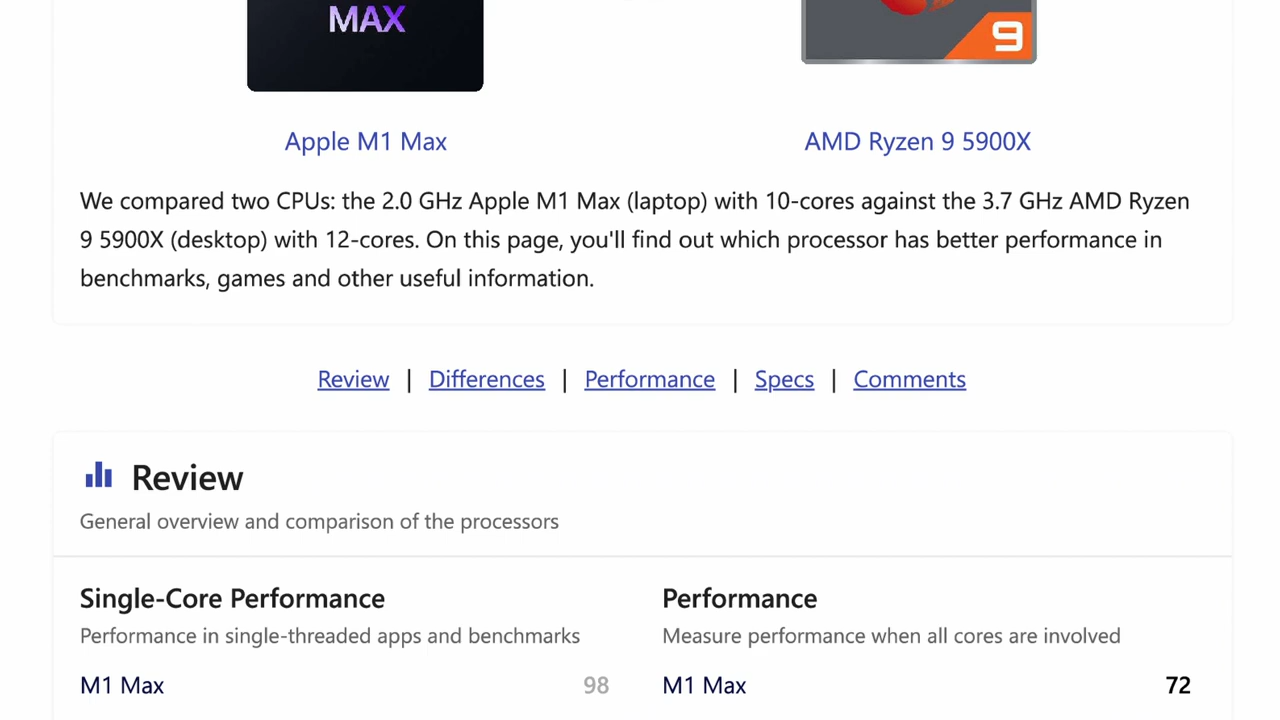 MAX
9
Apple M1 Max
AMD Ryzen 9 5900X
We compared two CPUs: the 2.0 GHz Apple M1 Max (laptop) with 10-cores against the 3.7 GHz AMD Ryzen
9 5900X (desktop) with 12-cores. On this page, you'll find out which processor has better performance in
benchmarks, games and other useful information.
Review | Differences | Performance | Specs | Comments
Review
General overview and comparison of the processors
Single-Core Performance
Performance in single-threaded apps and benchmarks
M1 Max 98
Performance
Measure performance when all cores are involved
M1 Max 72